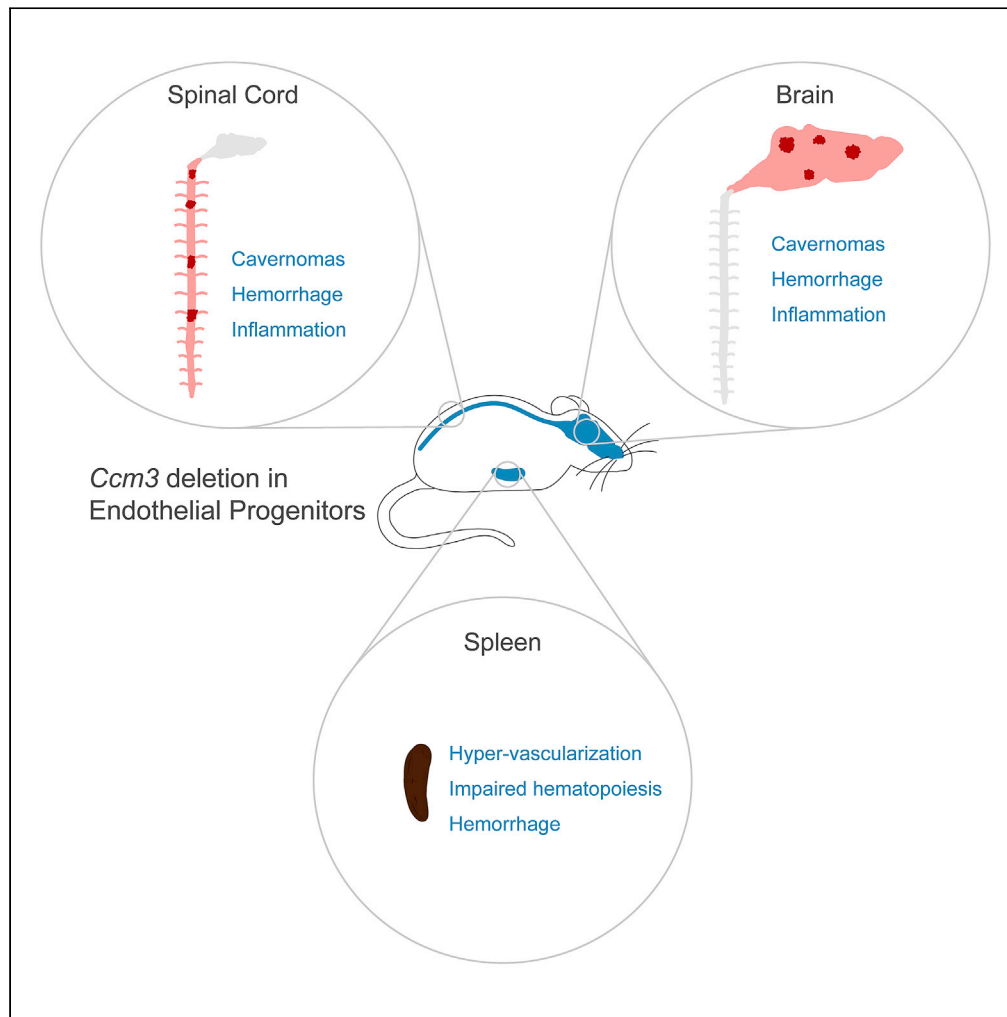 Spinal Cord
Cavernomas
Hemorrhage
Inflammation
Brain
Cavernomas
Hemorrhage
Inflammation
Ccm3 deletion in
Endothelial Progenitors
Spleen
Hyper-vascularization
Impaired hematopoiesis
Hemorrhage